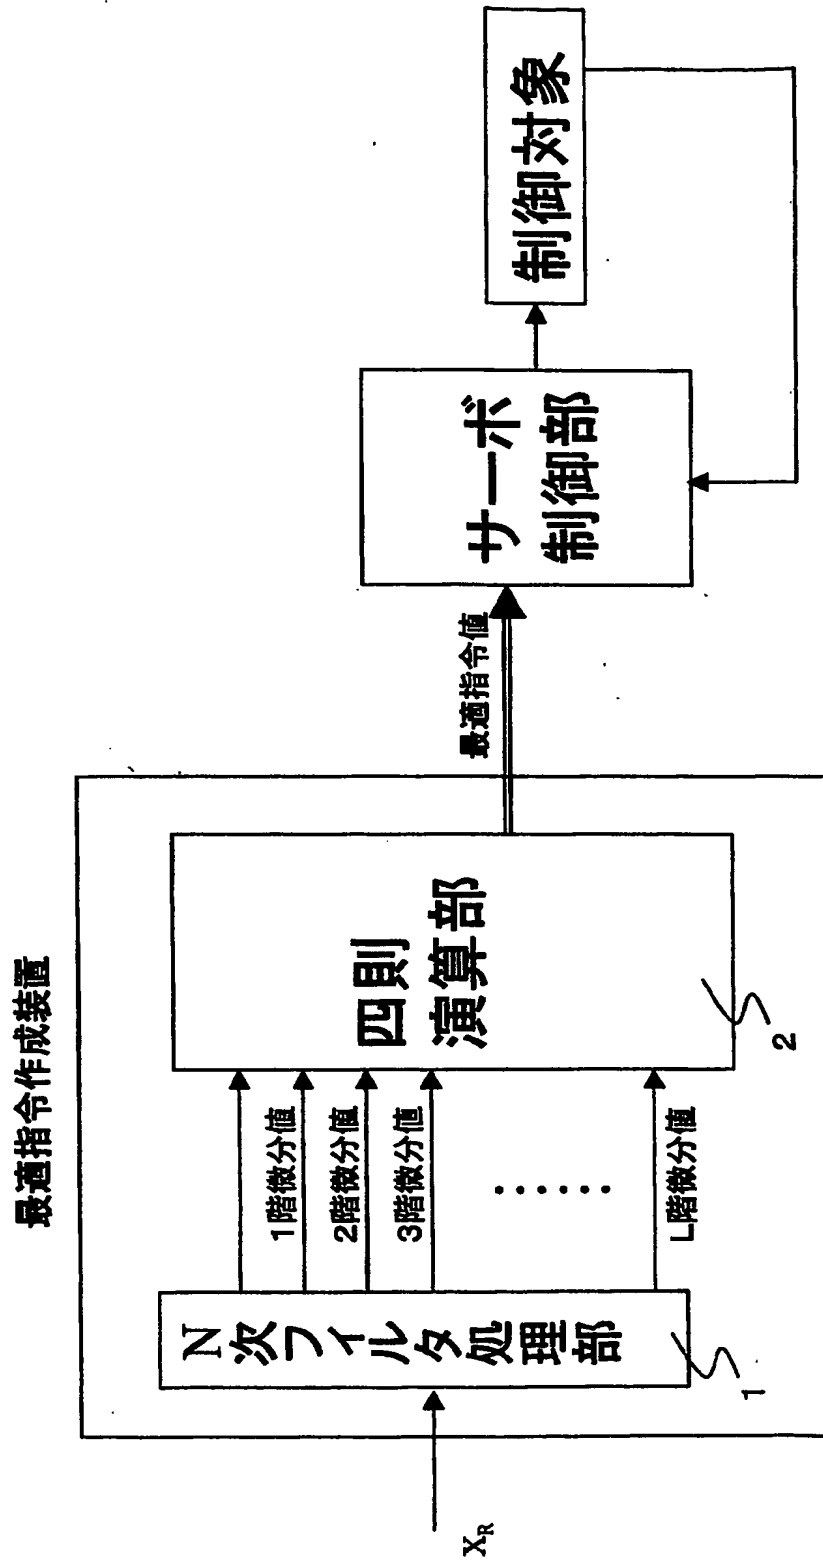 最適指令作成装置
X_R
N
次フィルタ処理部
1
1階微分値
2階微分値
3階微分値
......
L階微分値
四則
演算部
2
最適指令値
サーボ
制御部
制御対象